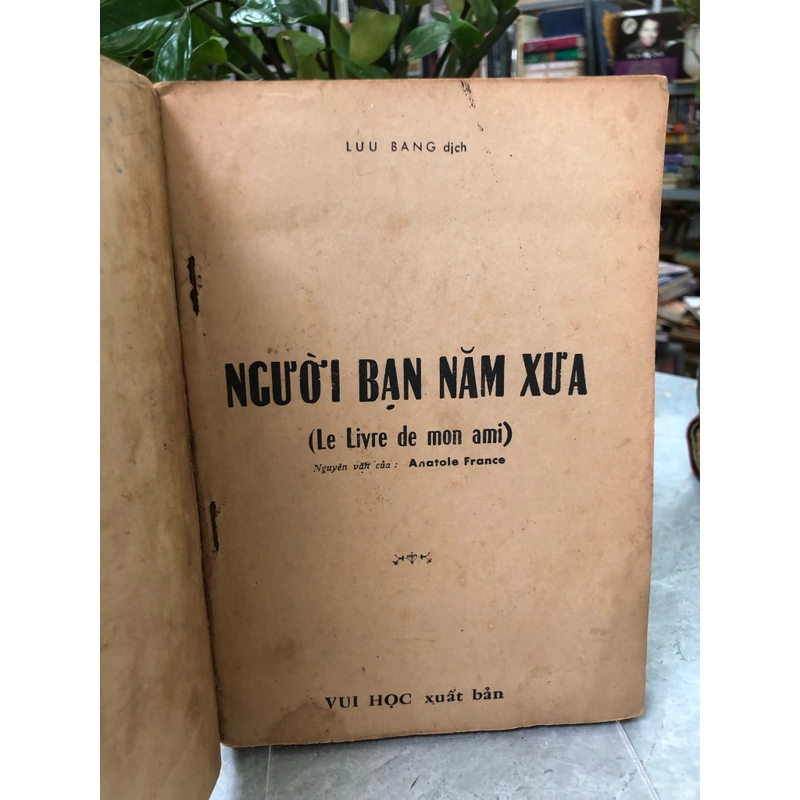 LƯU BANG dịch
NGƯỜI BẠN NĂM XƯA
(Le Livre de mon ami)
Nguyên văn của : Anatole France
VUI HỌC xuất bản